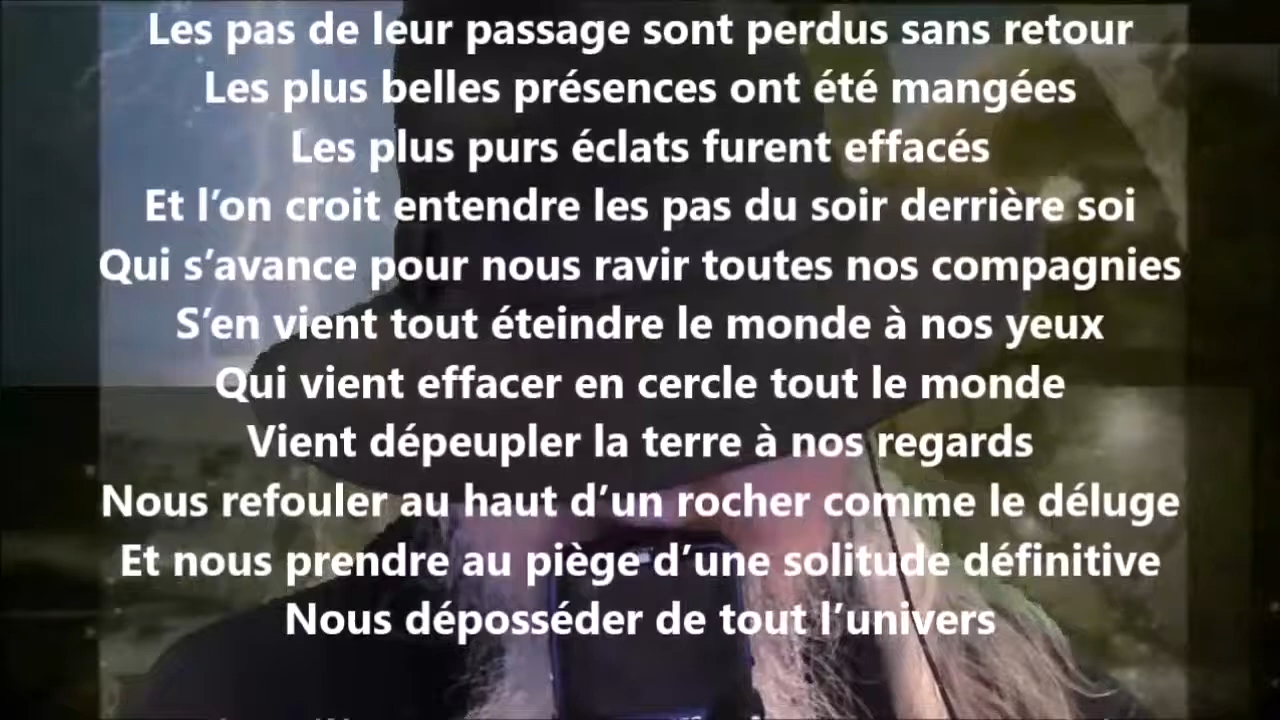 Les pas de leur passage sont perdus sans retour
Les plus belles présences ont été mangées
Les plus purs éclats furent effacés
Et l’on croit entendre les pas du soir derrière soi
Qui s’avance pour nous ravir toutes nos compagnies
S’en vient tout éteindre le monde à nos yeux
Qui vient effacer en cercle tout le monde
Vient dépeupler la terre à nos regards
Nous refouler au haut d’un rocher comme le déluge
Et nous prendre au piège d’une solitude définitive
Nous déposséder de tout l’univers